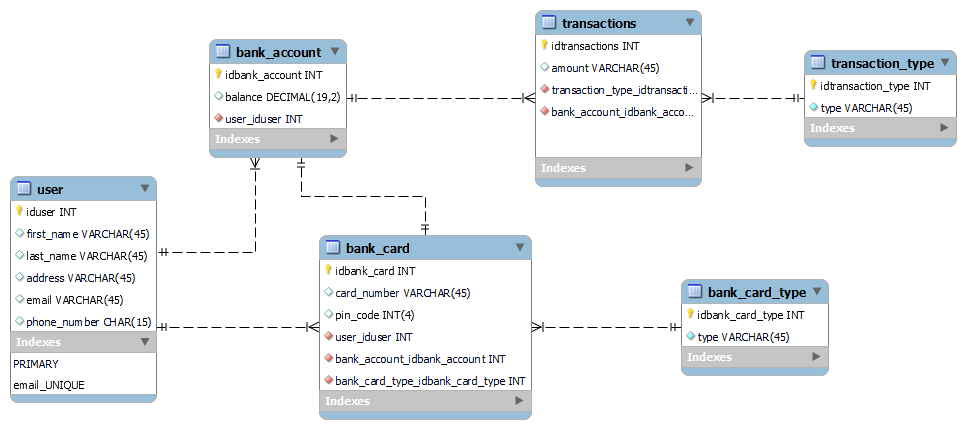 bank_account
idbank_account INT
balance DECIMAL(19,2)
user_iduser INT
Indexes
transactions
idtransactions INT
amount VARCHAR(45)
transaction_type_idtransacti...
bank_account_idbank_acco...
Indexes
transaction_type
idtransaction_type INT
type VARCHAR(45)
Indexes
user
iduser INT
first_name VARCHAR(45)
last_name VARCHAR(45)
address VARCHAR(45)
email VARCHAR(45)
phone_number CHAR(15)
Indexes
PRIMARY
email_UNIQUE
bank_card
idbank_card INT
card_number VARCHAR(45)
pin_code INT(4)
user_iduser INT
bank_account_idbank_account INT
bank_card_type_idbank_card_type INT
Indexes
bank_card_type
idbank_card_type INT
type VARCHAR(45)
Indexes